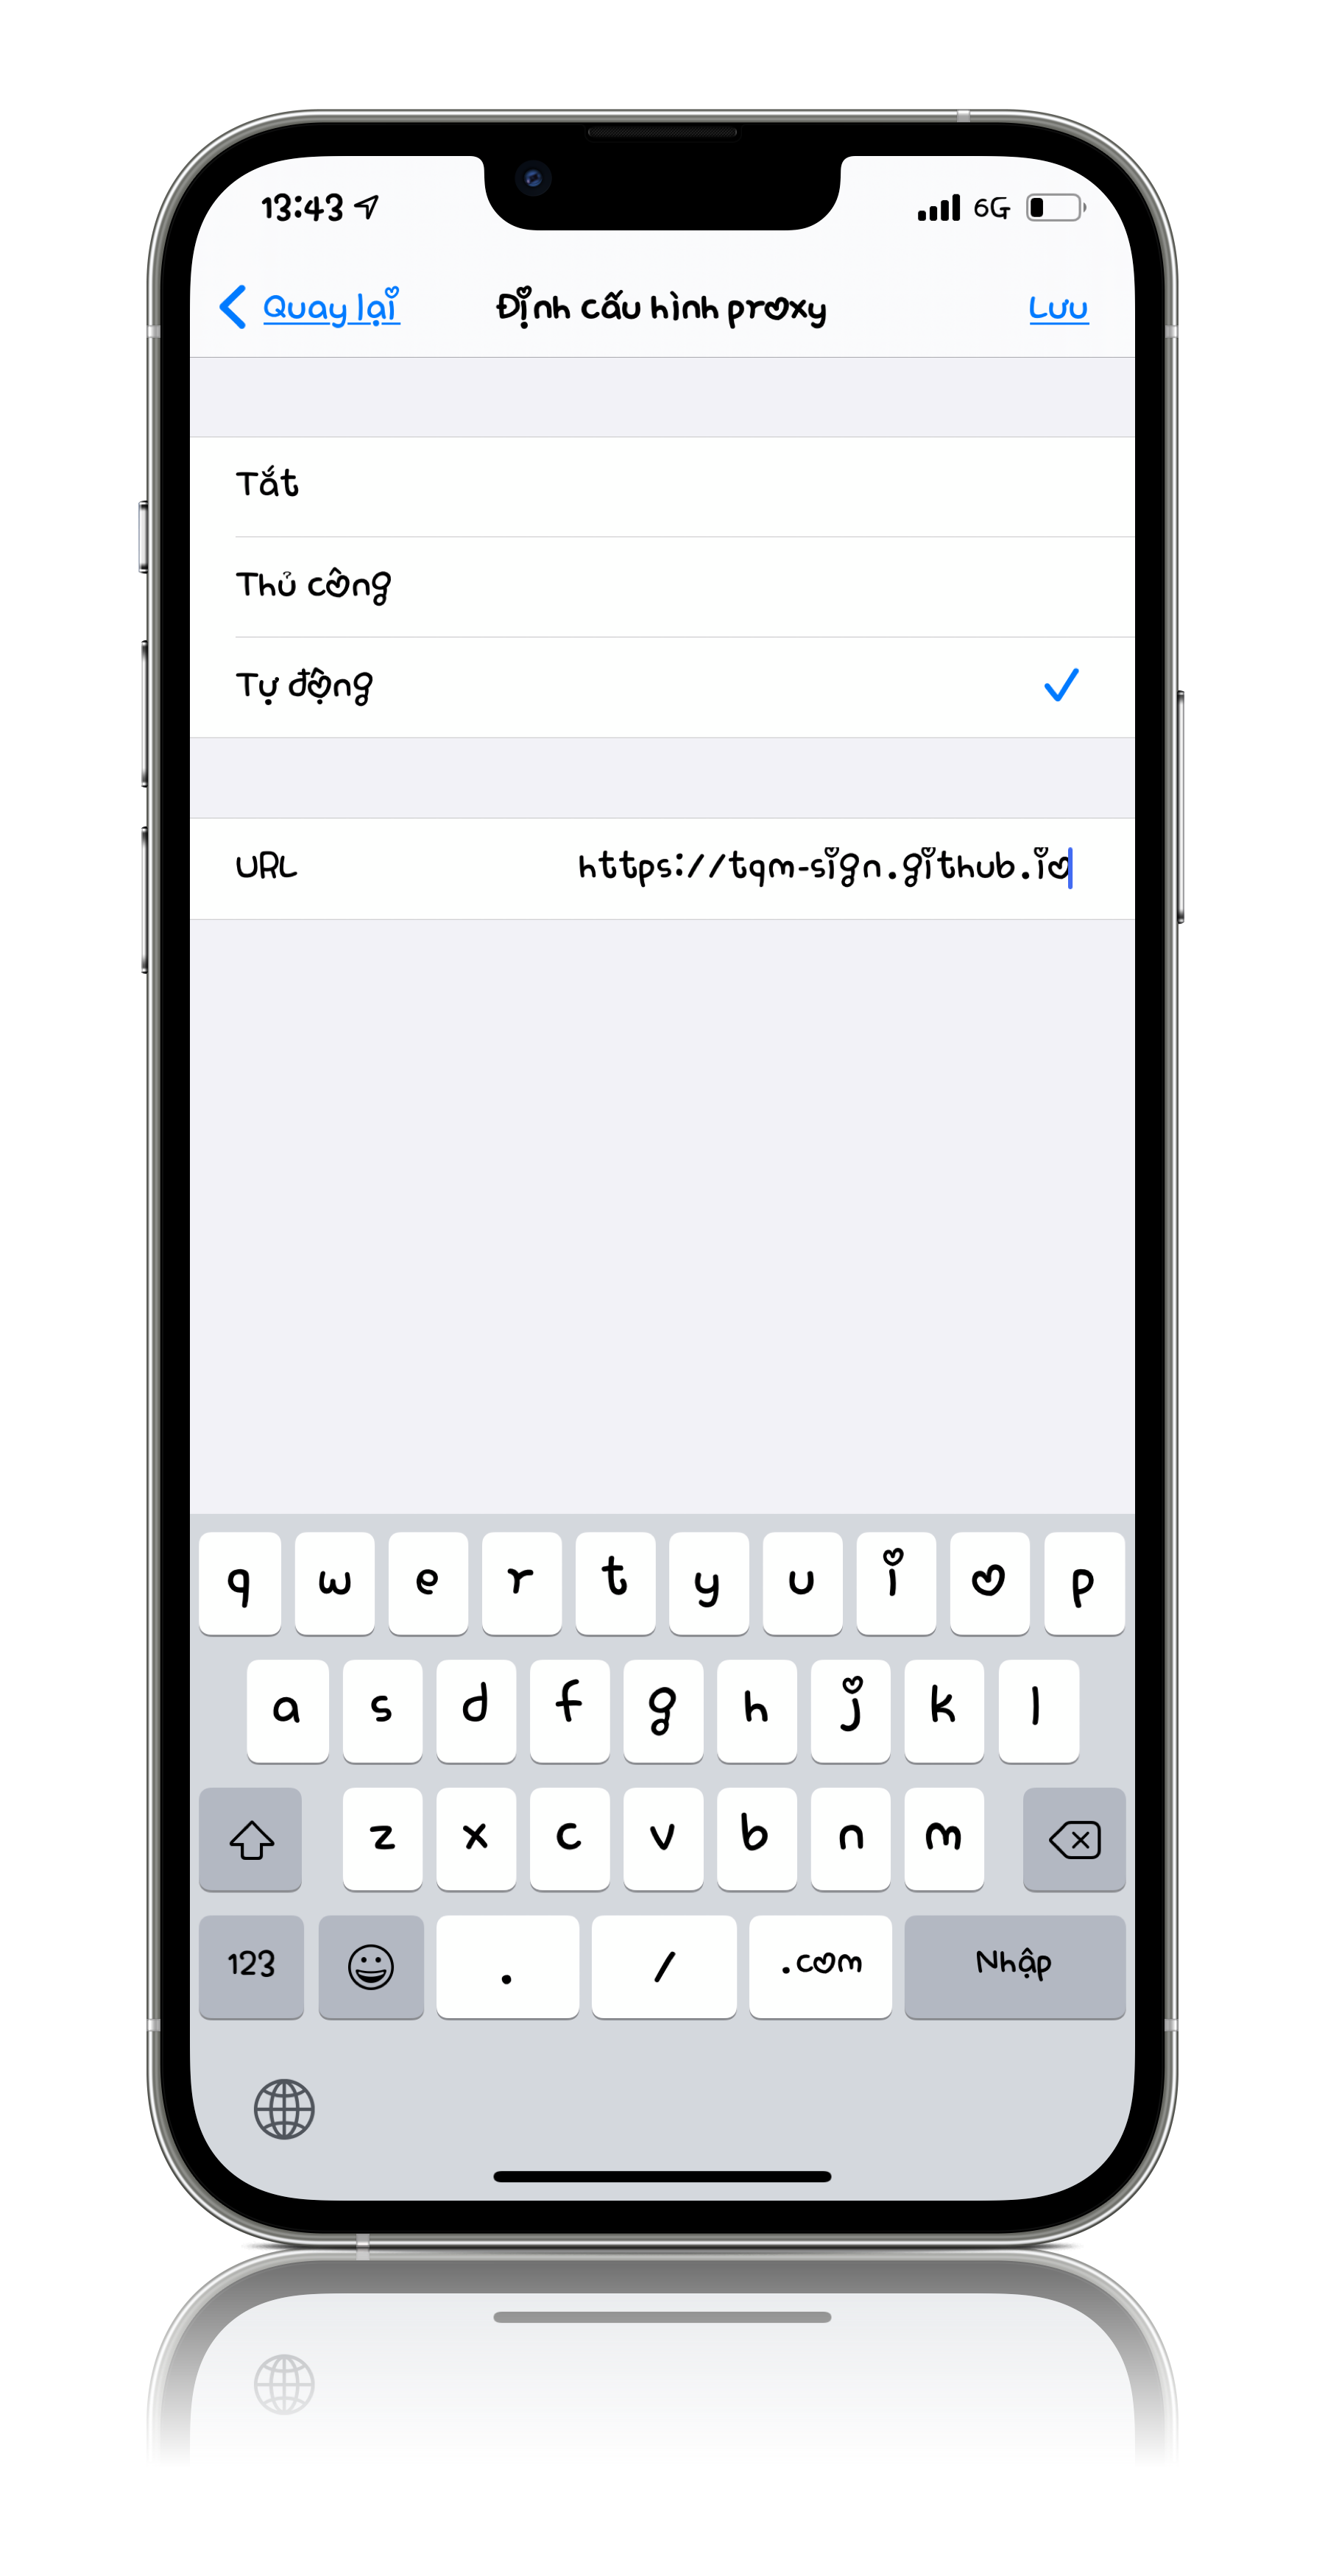 13:43
6G
Quay lại
Định cấu hình proxy
Lưu
Tắt
Thủ công
Tự động
URL
https://tqm-sign.github.io
q w e r t y u i o p
a s d f g h j k l
z x c v b n m
123 . / .com Nhập